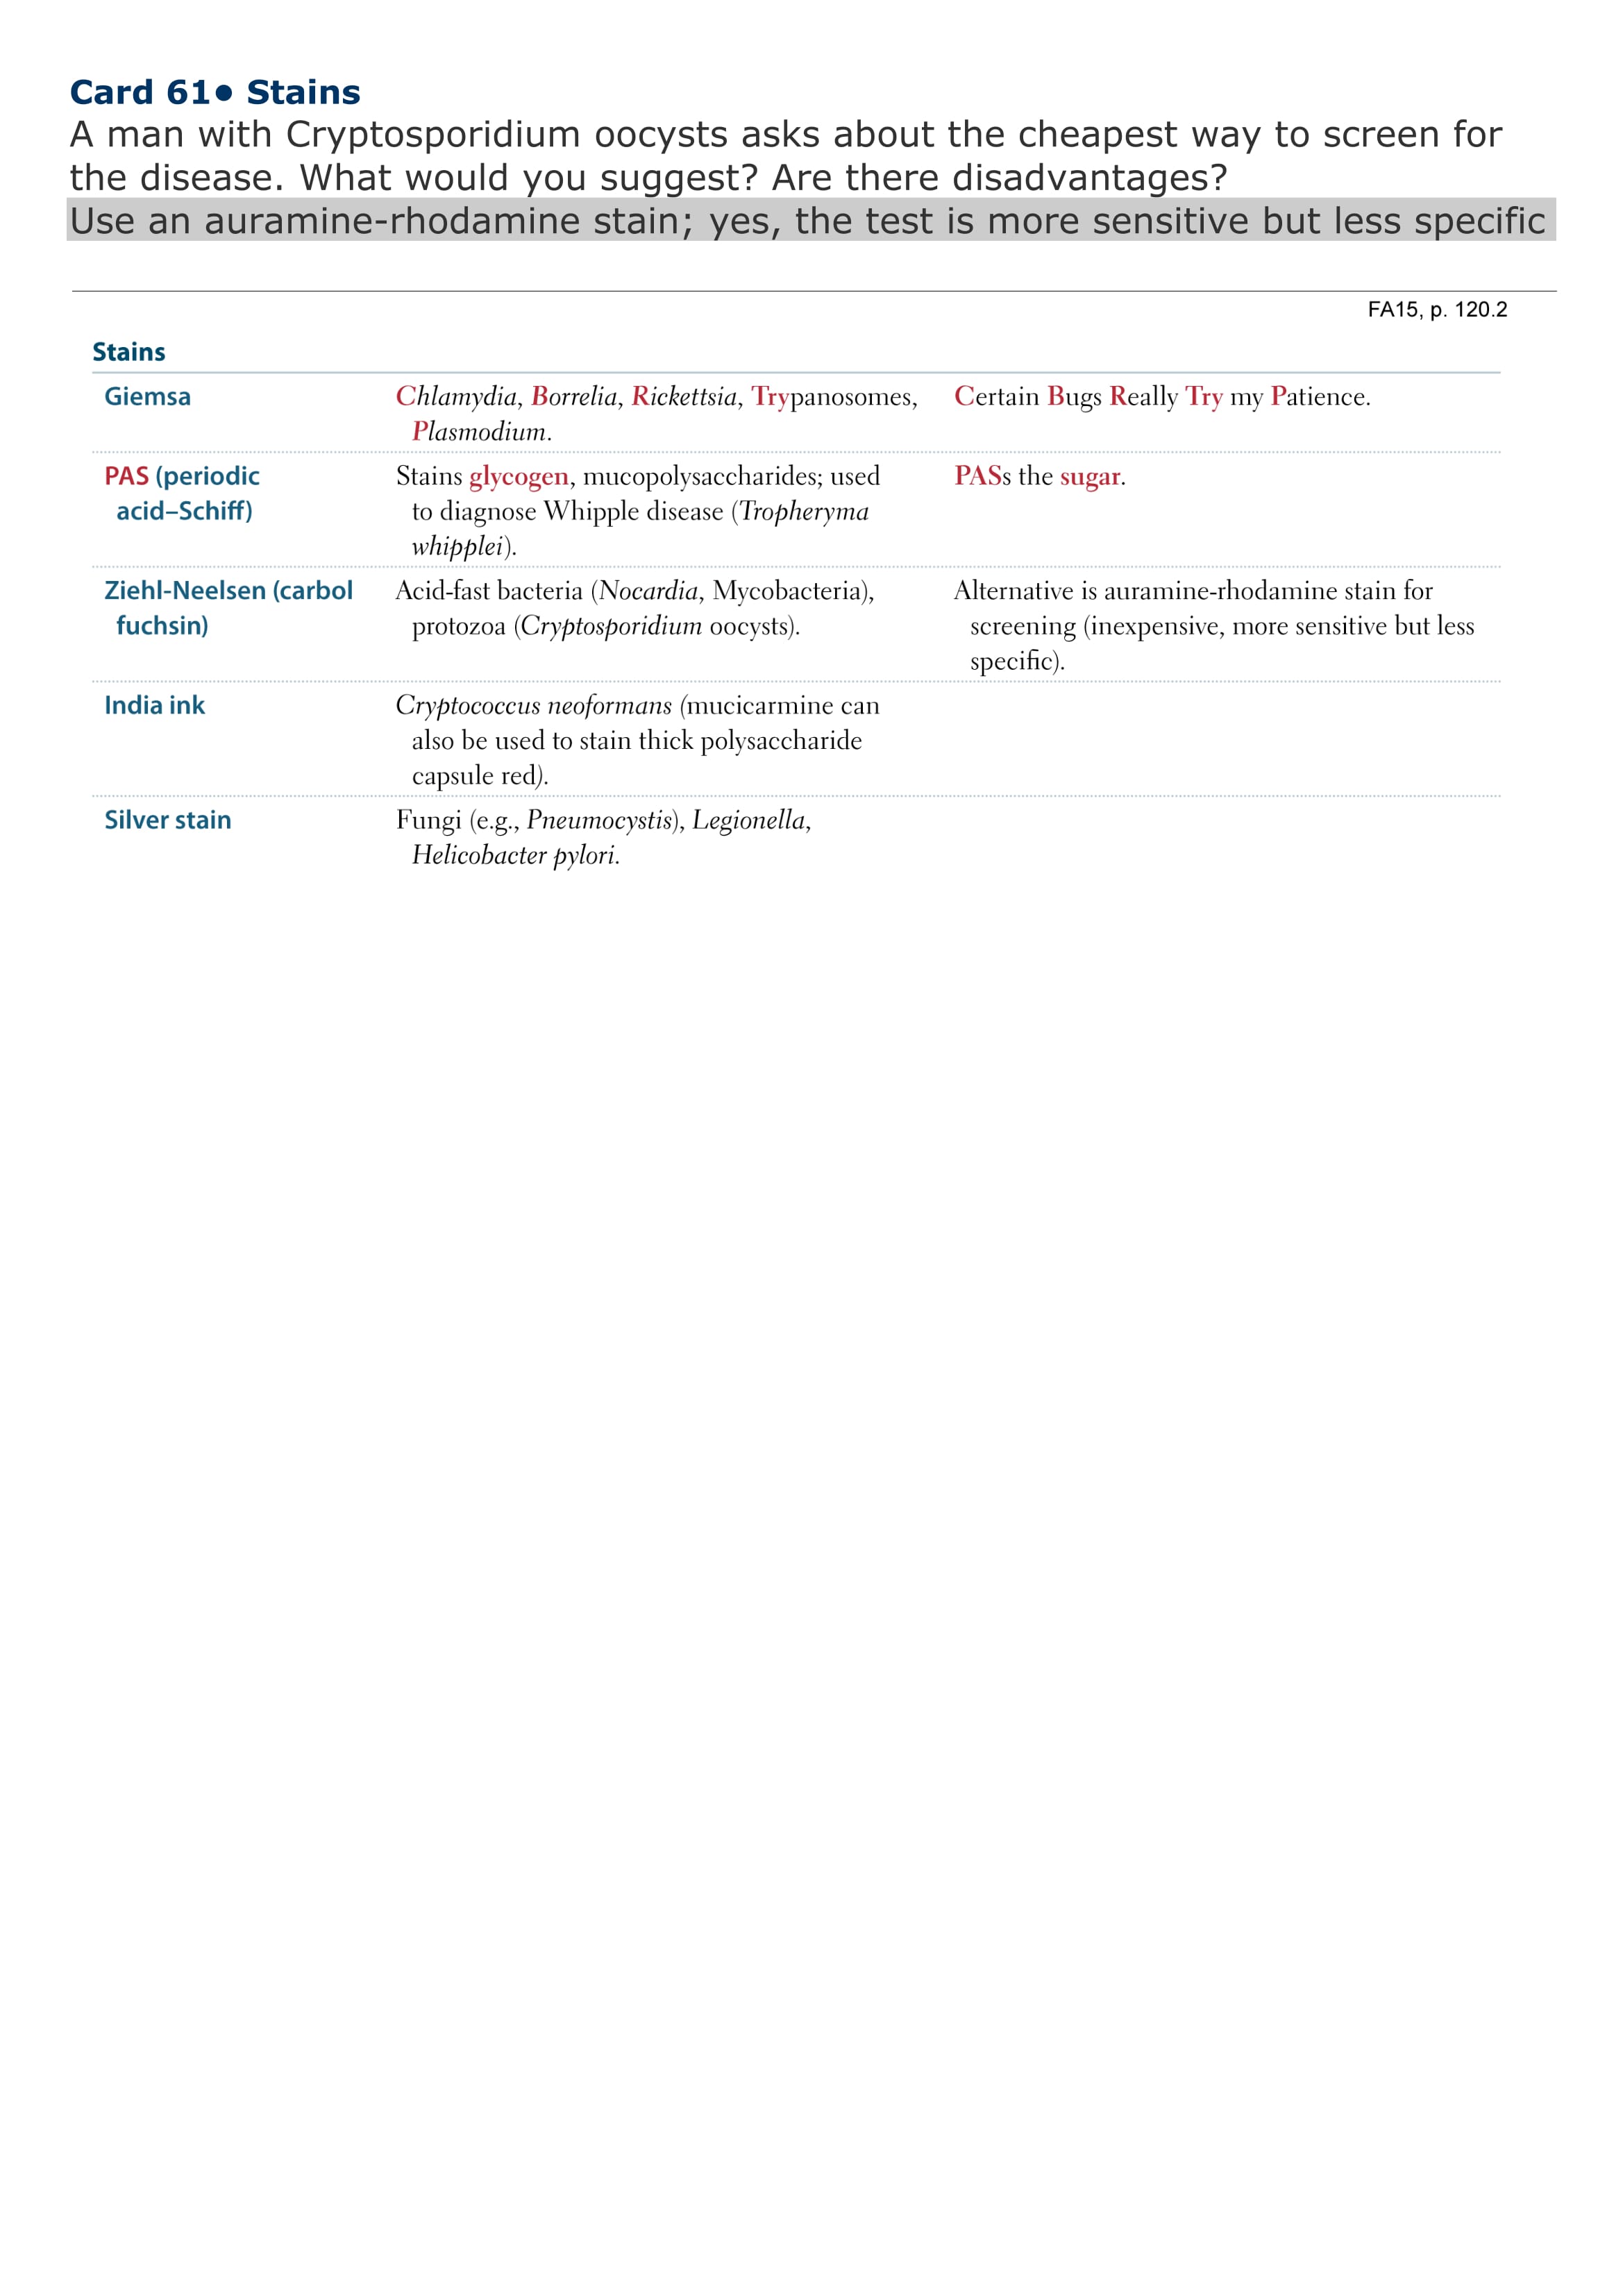 Card 61● Stains
A man with Cryptosporidium oocysts asks about the cheapest way to screen for
the disease. What would you suggest? Are there disadvantages?
Use an auramine-rhodamine stain; yes, the test is more sensitive but less specific
FA15, p. 120.2
Stains
Giemsa
Chlamydia, Borrelia, Rickettsia, Trypanosomes,
Plasmodium.
Certain Bugs Really Try my Patience.
PAS (periodic
acid–Schiff)
Stains glycogen, mucopolysaccharides; used
to diagnose Whipple disease (Tropheryma
whipplei).
PASs the sugar.
Ziehl-Neelsen (carbol
fuchsin)
Acid-fast bacteria (Nocardia, Mycobacteria),
protozoa (Cryptosporidium oocysts).
Alternative is auramine-rhodamine stain for
screening (inexpensive, more sensitive but less
specific).
India ink
Cryptococcus neoformans (mucicarmine can
also be used to stain thick polysaccharide
capsule red).
Silver stain
Fungi (e.g., Pneumocystis), Legionella,
Helicobacter pylori.